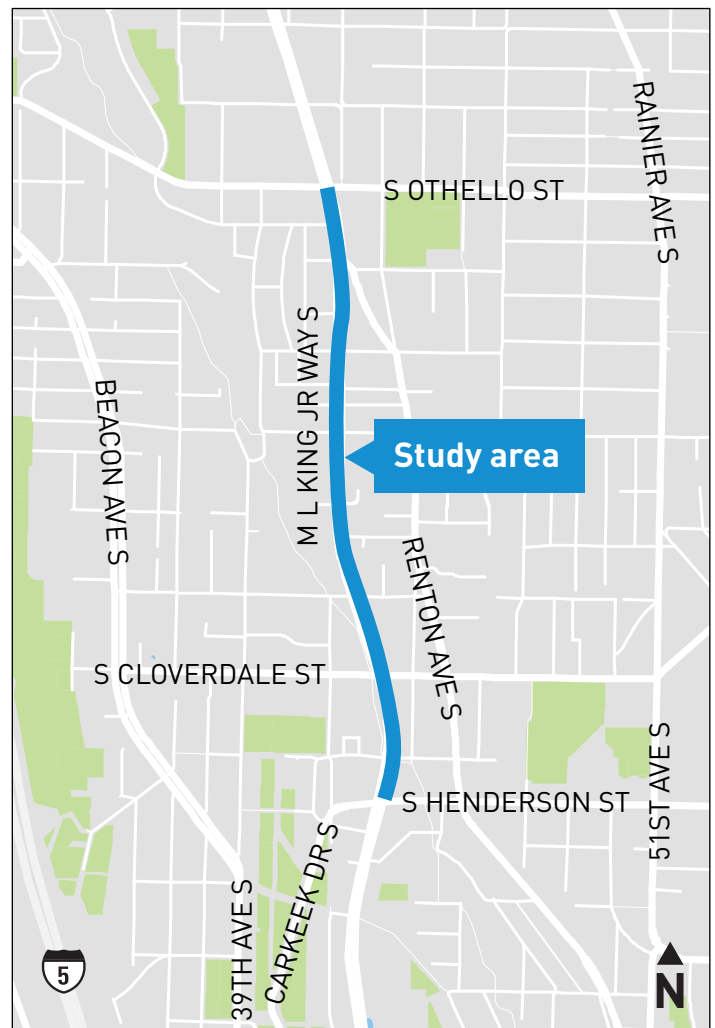 S OTHELLO ST
RAINIER AVE S
M L KING JR WAY S
BEACON AVE S
Study area
RENTON AVE S
S CLOVERDALE ST
S HENDERSON ST
51ST AVE S
CARKEEK DR S
39TH AVE S
5
N